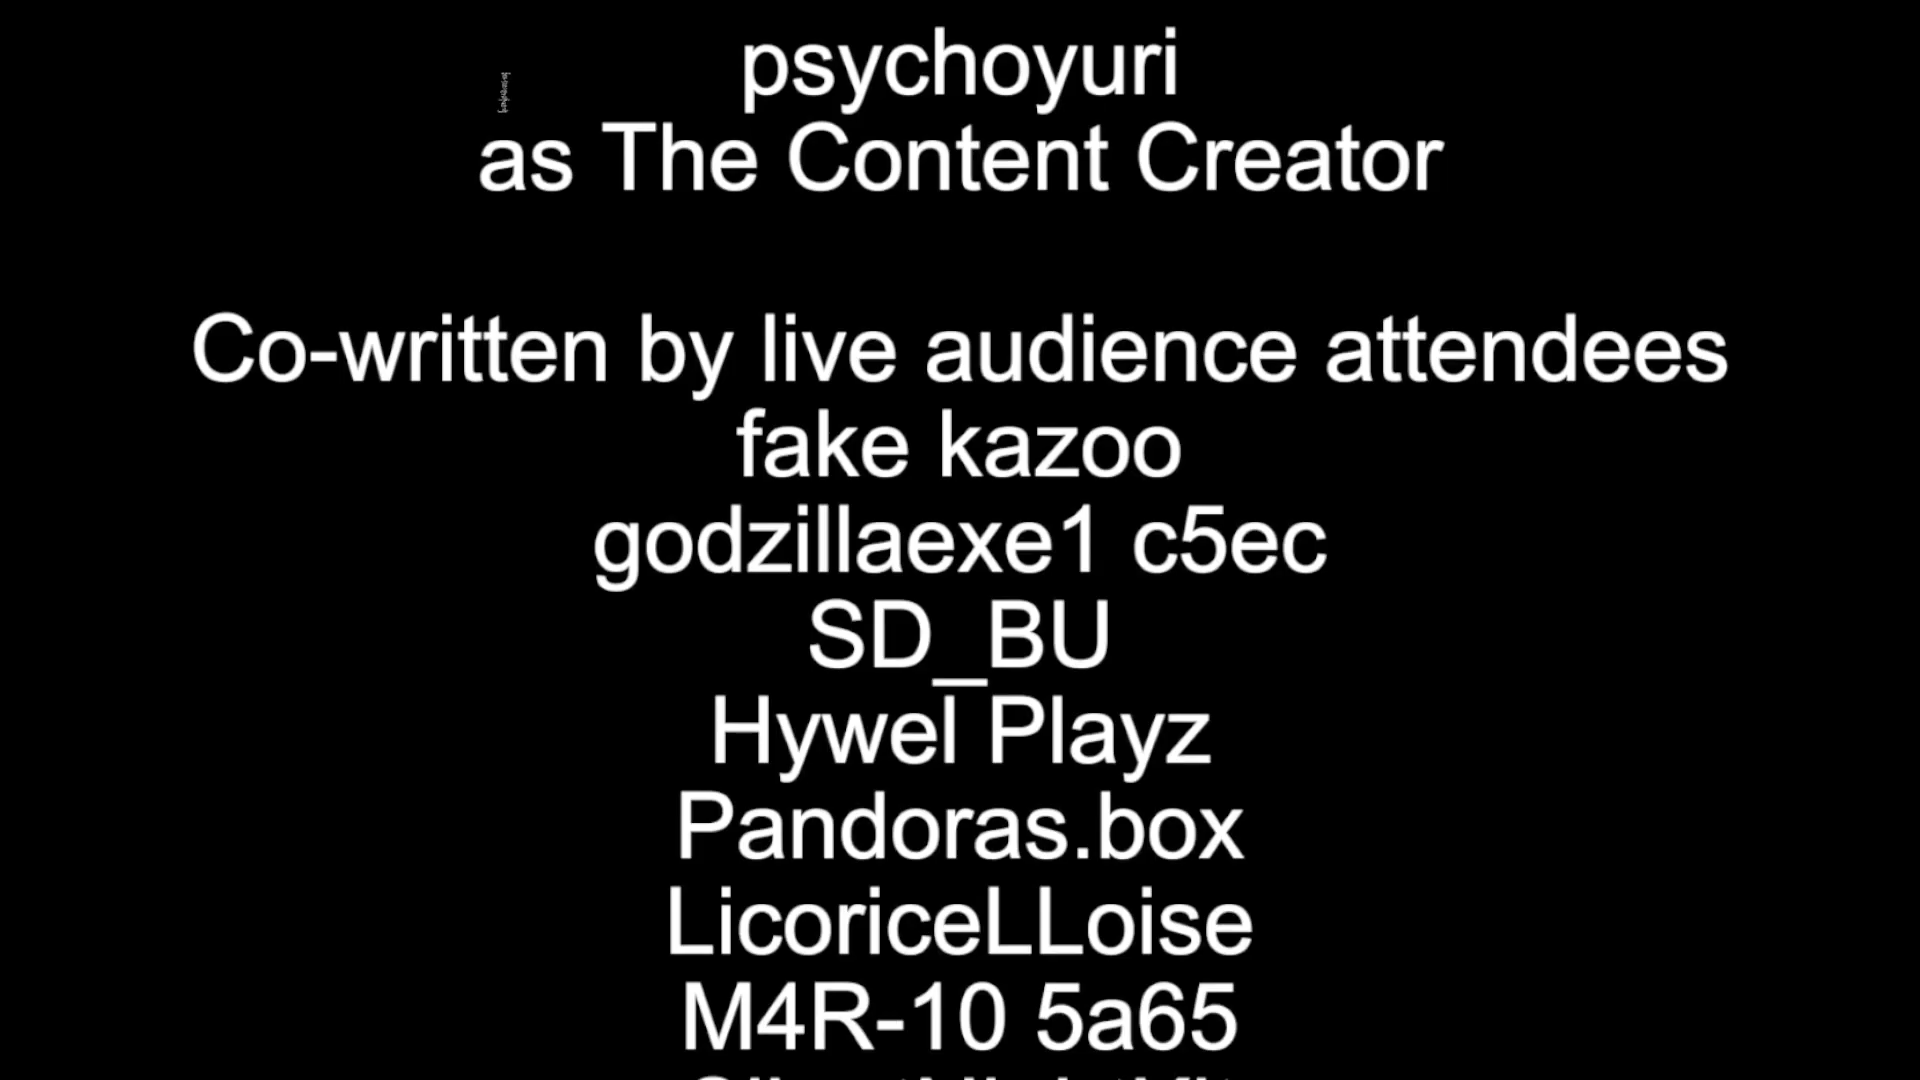 psychoyuri
as The Content Creator
Co-written by live audience attendees
fake kazoo
godzillaexe1 c5ec
SD_BU
Hywel Playz
Pandoras.box
LicoriceLLoise
M4R-10 5a65